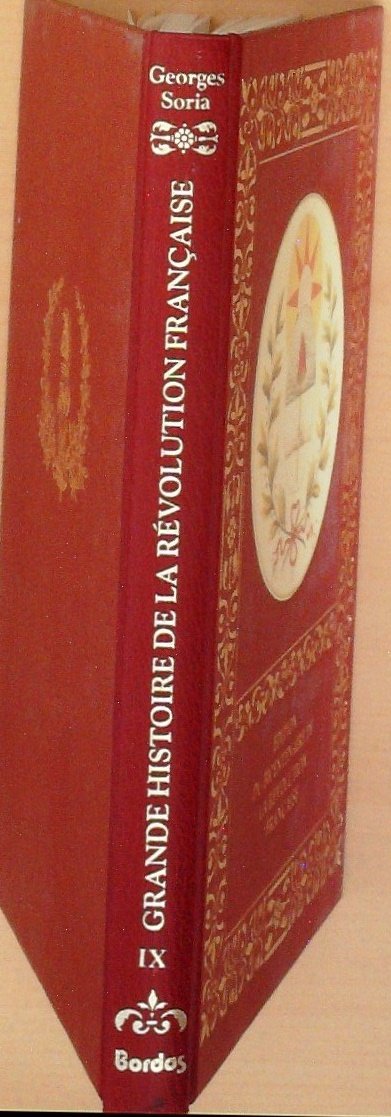 Georges
Soria
GRANDE HISTOIRE DE LA RÉVOLUTION FRANÇAISE
IX
Bordas